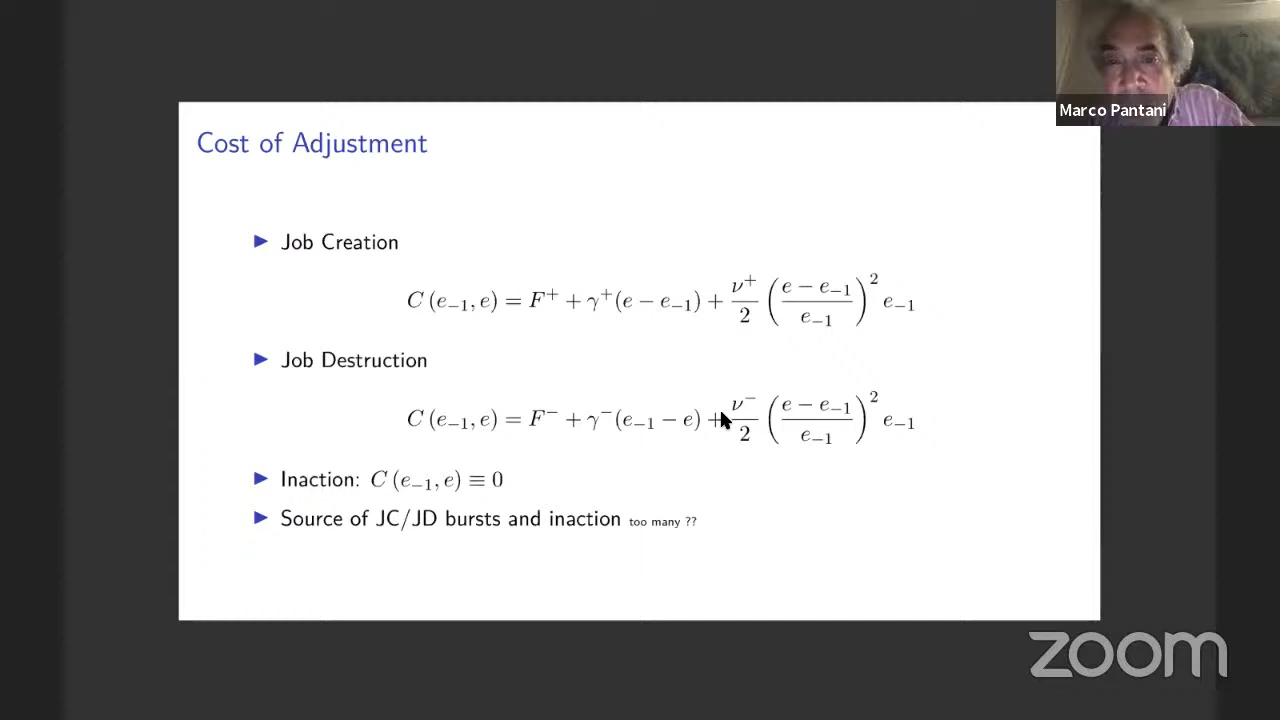 Marco Pantani
Cost of Adjustment
Job Creation
C (e₋₁, e) = F⁺ + γ⁺(e − e₋₁) + ν⁺/2 ((e − e₋₁)/e₋₁)² e₋₁
Job Destruction
C (e₋₁, e) = F⁻ + γ⁻(e₋₁ − e) + ν⁻/2 ((e − e₋₁)/e₋₁)² e₋₁
Inaction: C (e₋₁, e) ≡ 0
Source of JC/JD bursts and inaction too many ??
zoom